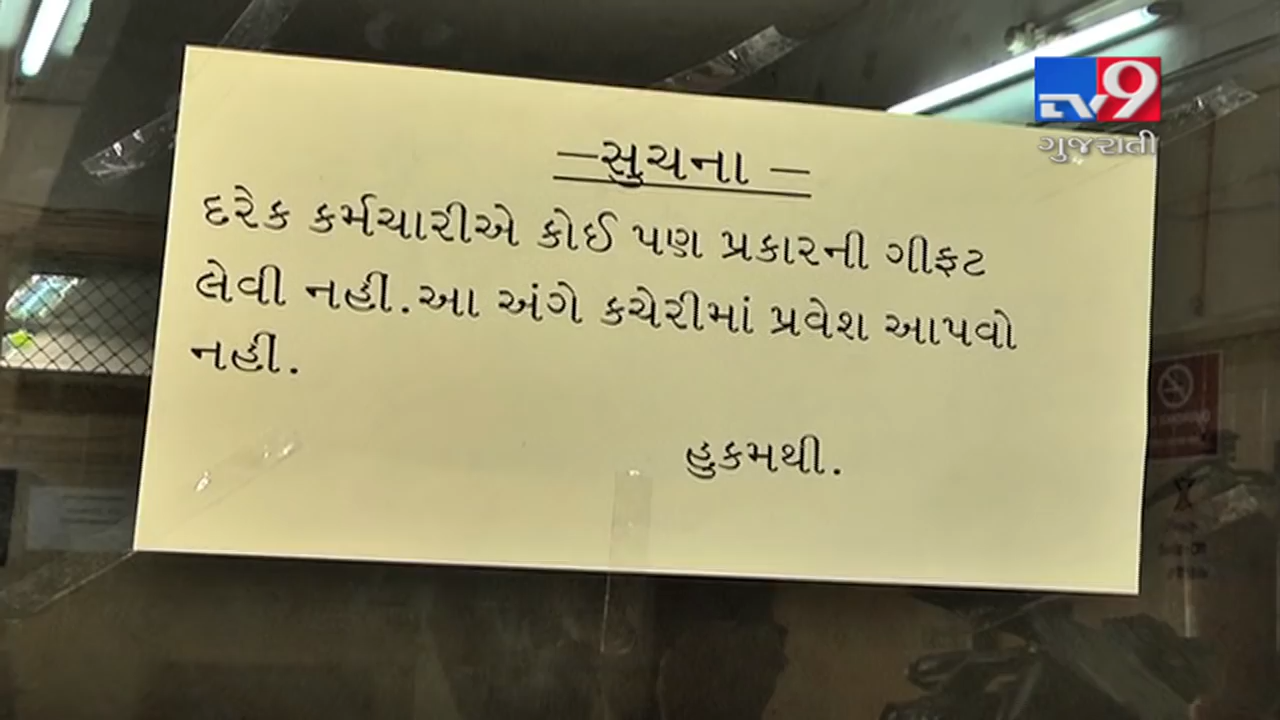 TV9
ગુજરાતી
—સુચના —
દરેક કર્મચારીએ કોઈ પણ પ્રકારની ગીફટ
લેવી નહીં.આ અંગે કચેરીમાં પ્રવેશ આપવો
નહીં.
હુકમથી.